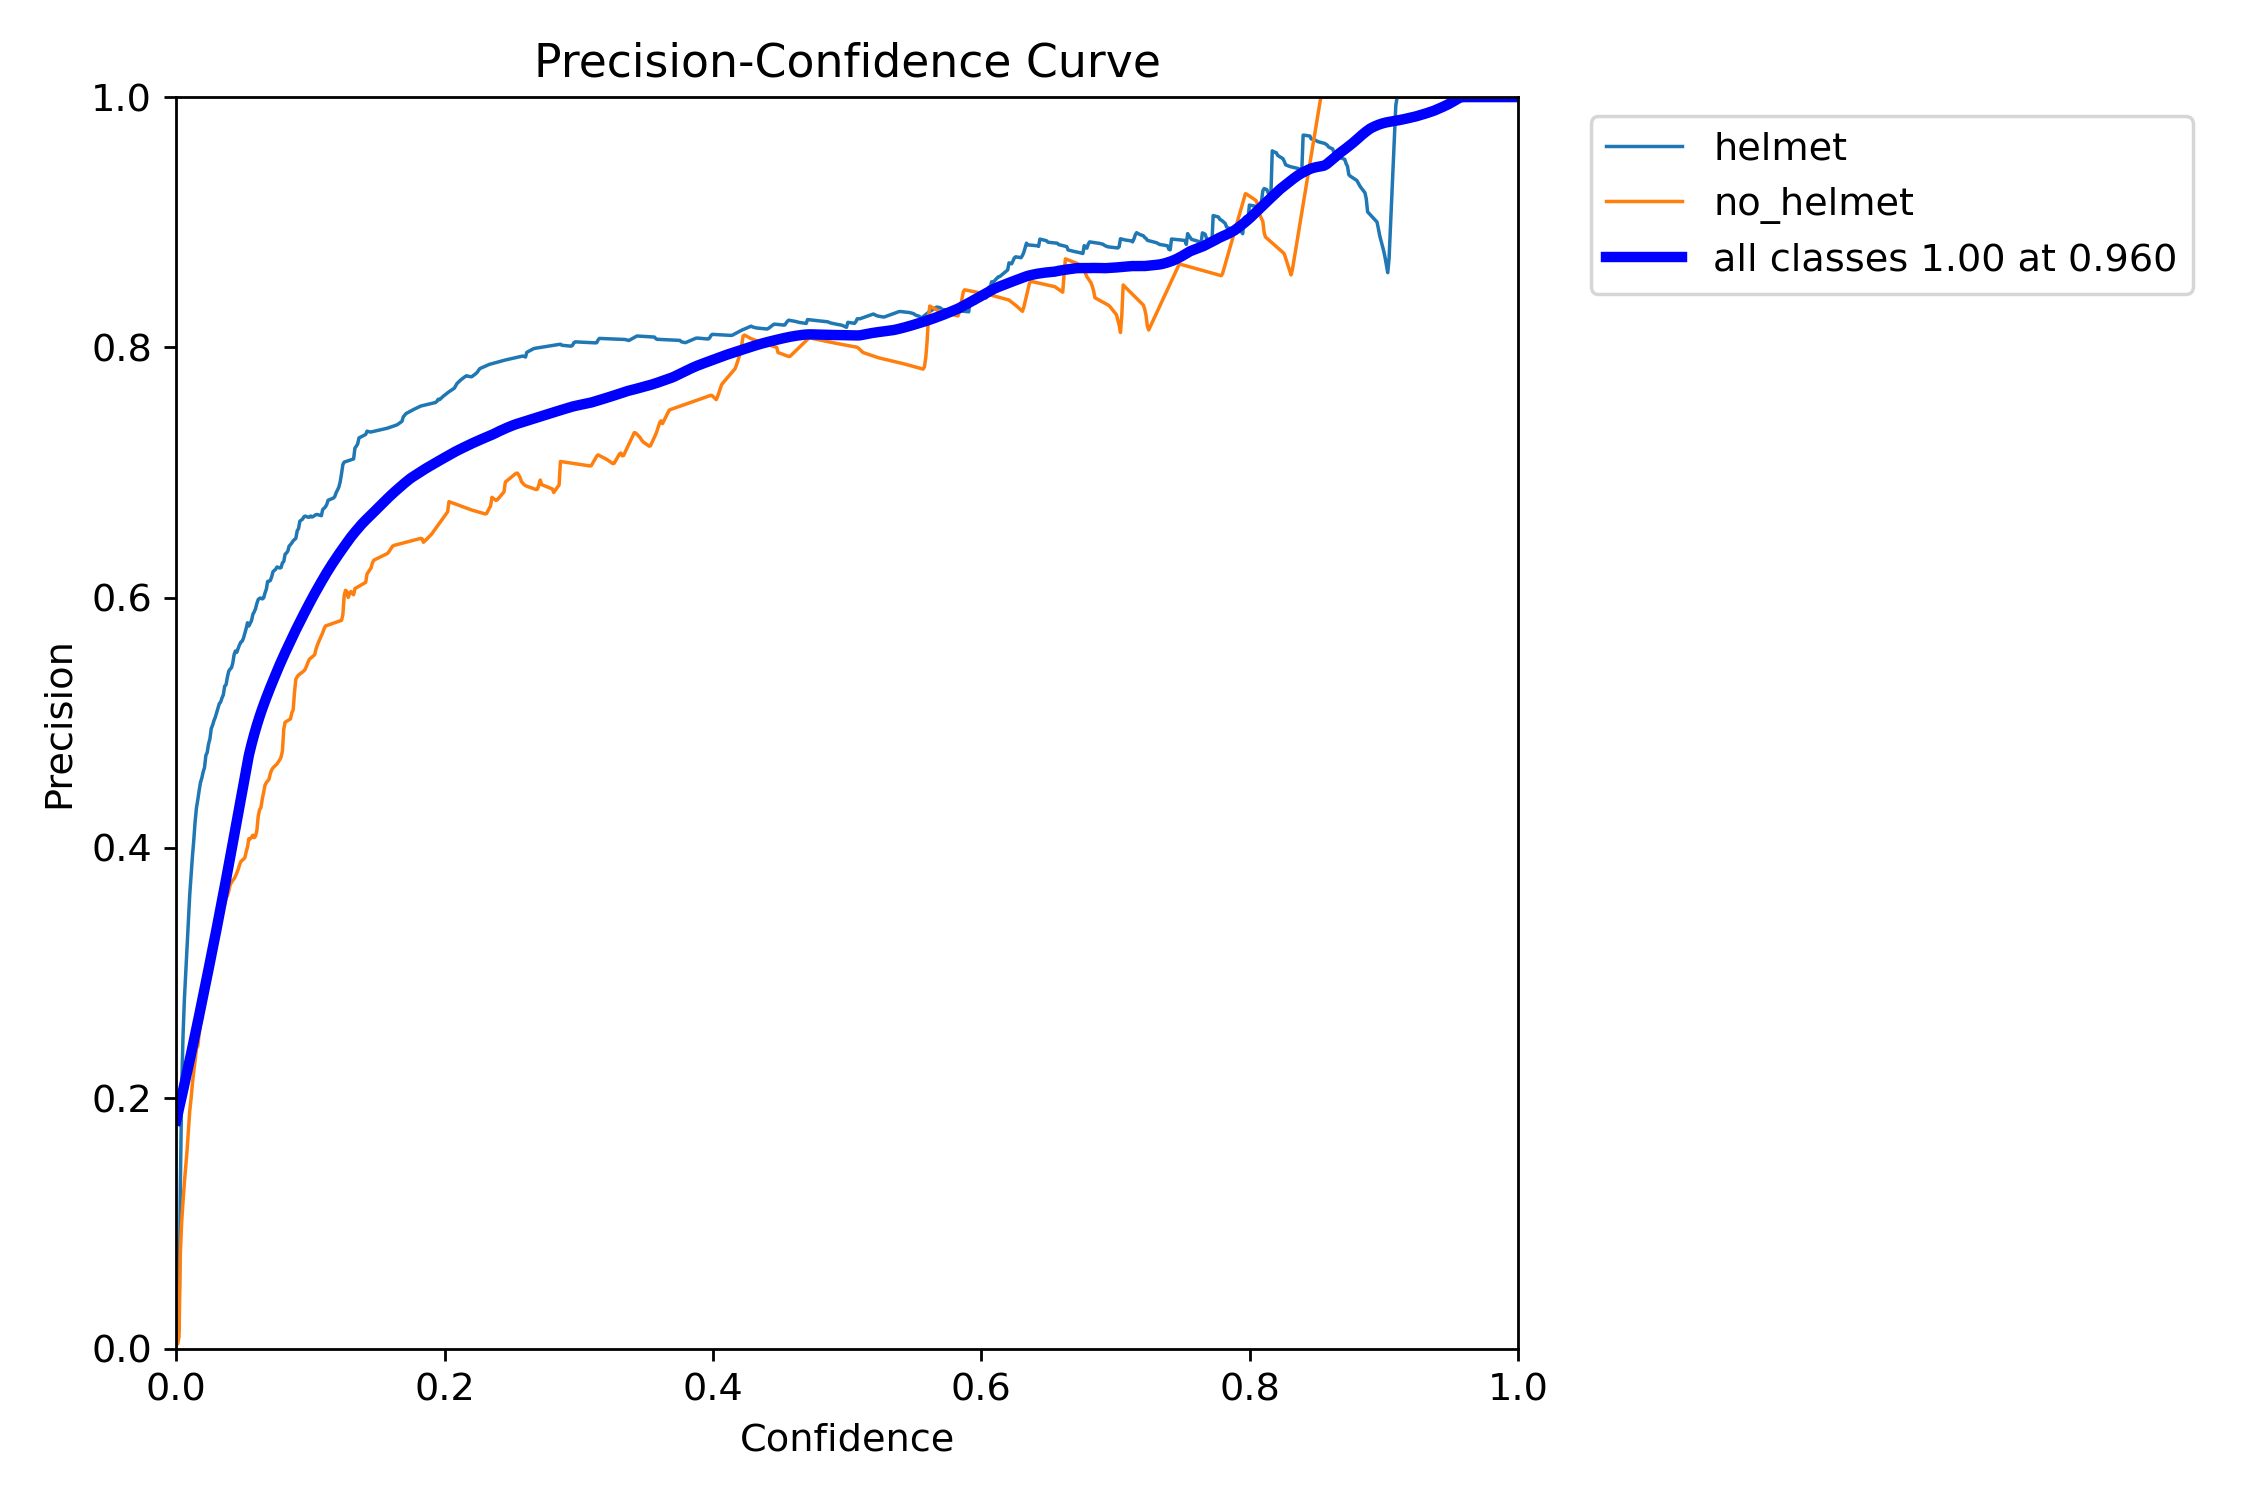 Precision-Confidence Curve
1.0
0.8
0.6
0.4
0.2
0.0
Precision
0.0 0.2 0.4 0.6 0.8 1.0
Confidence
helmet
no_helmet
all classes 1.00 at 0.960